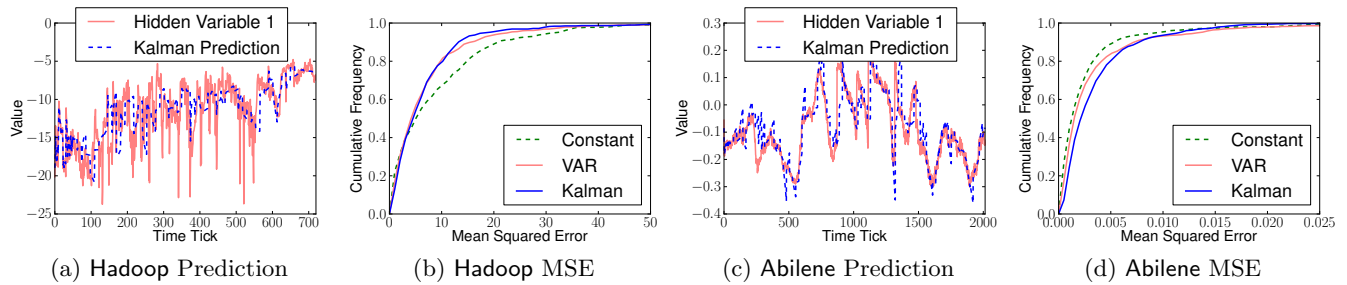 Hidden Variable 1
Kalman Prediction
0
−5
−10
−15
−20
−25
Value
0 100 200 300 400 500 600 700
Time Tick
(a) Hadoop Prediction
1.0
0.8
0.6
0.4
0.2
0.0
Cumulative Frequency
Constant
VAR
Kalman
0 10 20 30 40 50
Mean Squared Error
(b) Hadoop MSE
Hidden Variable 1
Kalman Prediction
0.3
0.2
0.1
0.0
−0.1
−0.2
−0.3
−0.4
Value
0 500 1000 1500 2000
Time Tick
(c) Abilene Prediction
1.0
0.8
0.6
0.4
0.2
0.0
Cumulative Frequency
Constant
VAR
Kalman
0.000 0.005 0.010 0.015 0.020 0.025
Mean Squared Error
(d) Abilene MSE